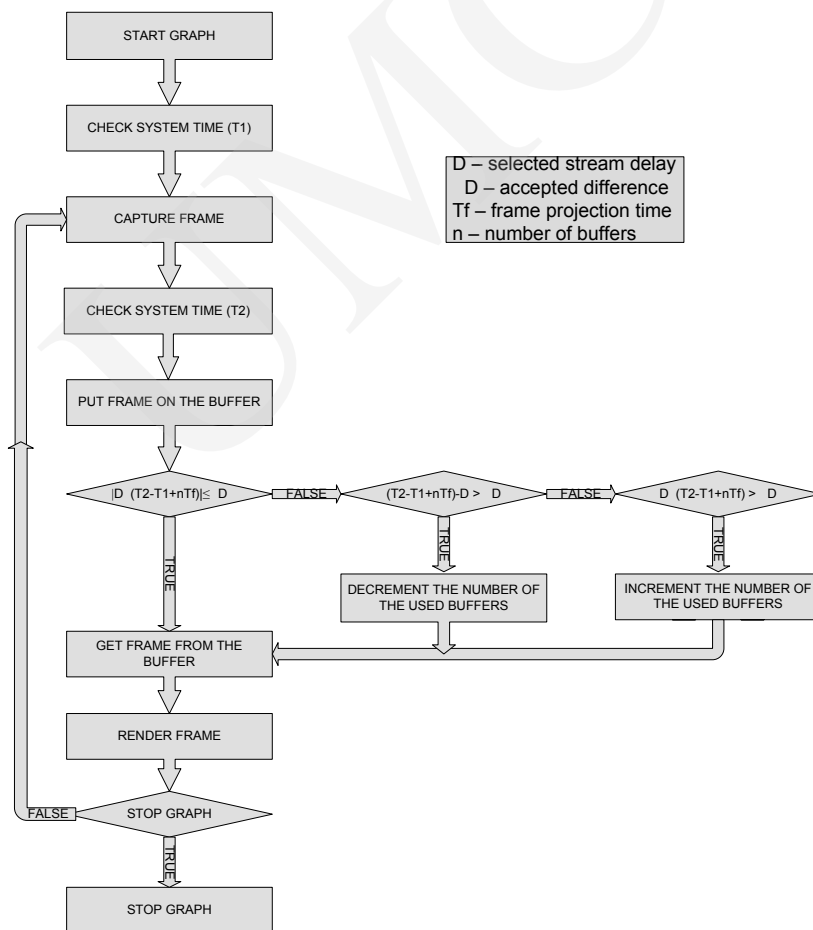 START GRAPH
CHECK SYSTEM TIME (T1)
D – selected stream delay
D – accepted difference
Tf – frame projection time
n – number of buffers
CAPTURE FRAME
CHECK SYSTEM TIME (T2)
PUT FRAME ON THE BUFFER
|D (T2-T1+nTf)|≤ D
FALSE
(T2-T1+nTf)-D > D
FALSE
D (T2-T1+nTf) > D
TRUE
TRUE
TRUE
DECREMENT THE NUMBER OF
THE USED BUFFERS
INCREMENT THE NUMBER OF
THE USED BUFFERS
GET FRAME FROM THE
BUFFER
RENDER FRAME
STOP GRAPH
FALSE
TRUE
STOP GRAPH